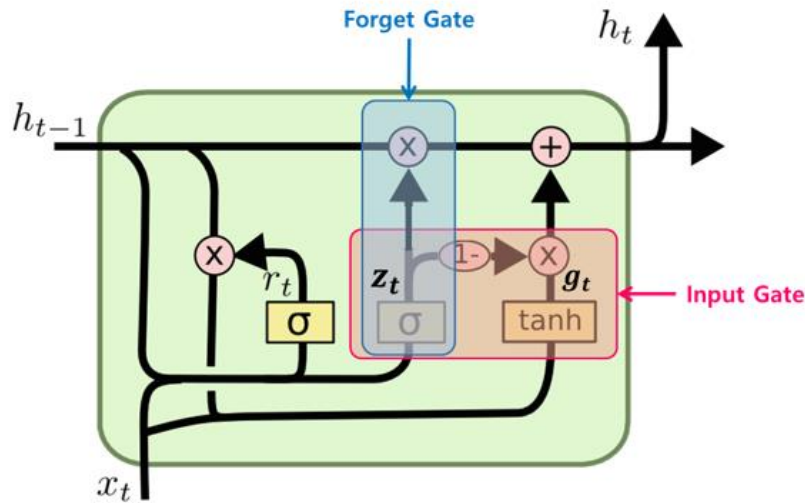 Forget Gate
h_t
h_{t-1}
x
+
x
1-
x
r_t
z_t
g_t
Input Gate
σ
σ
tanh
x_t